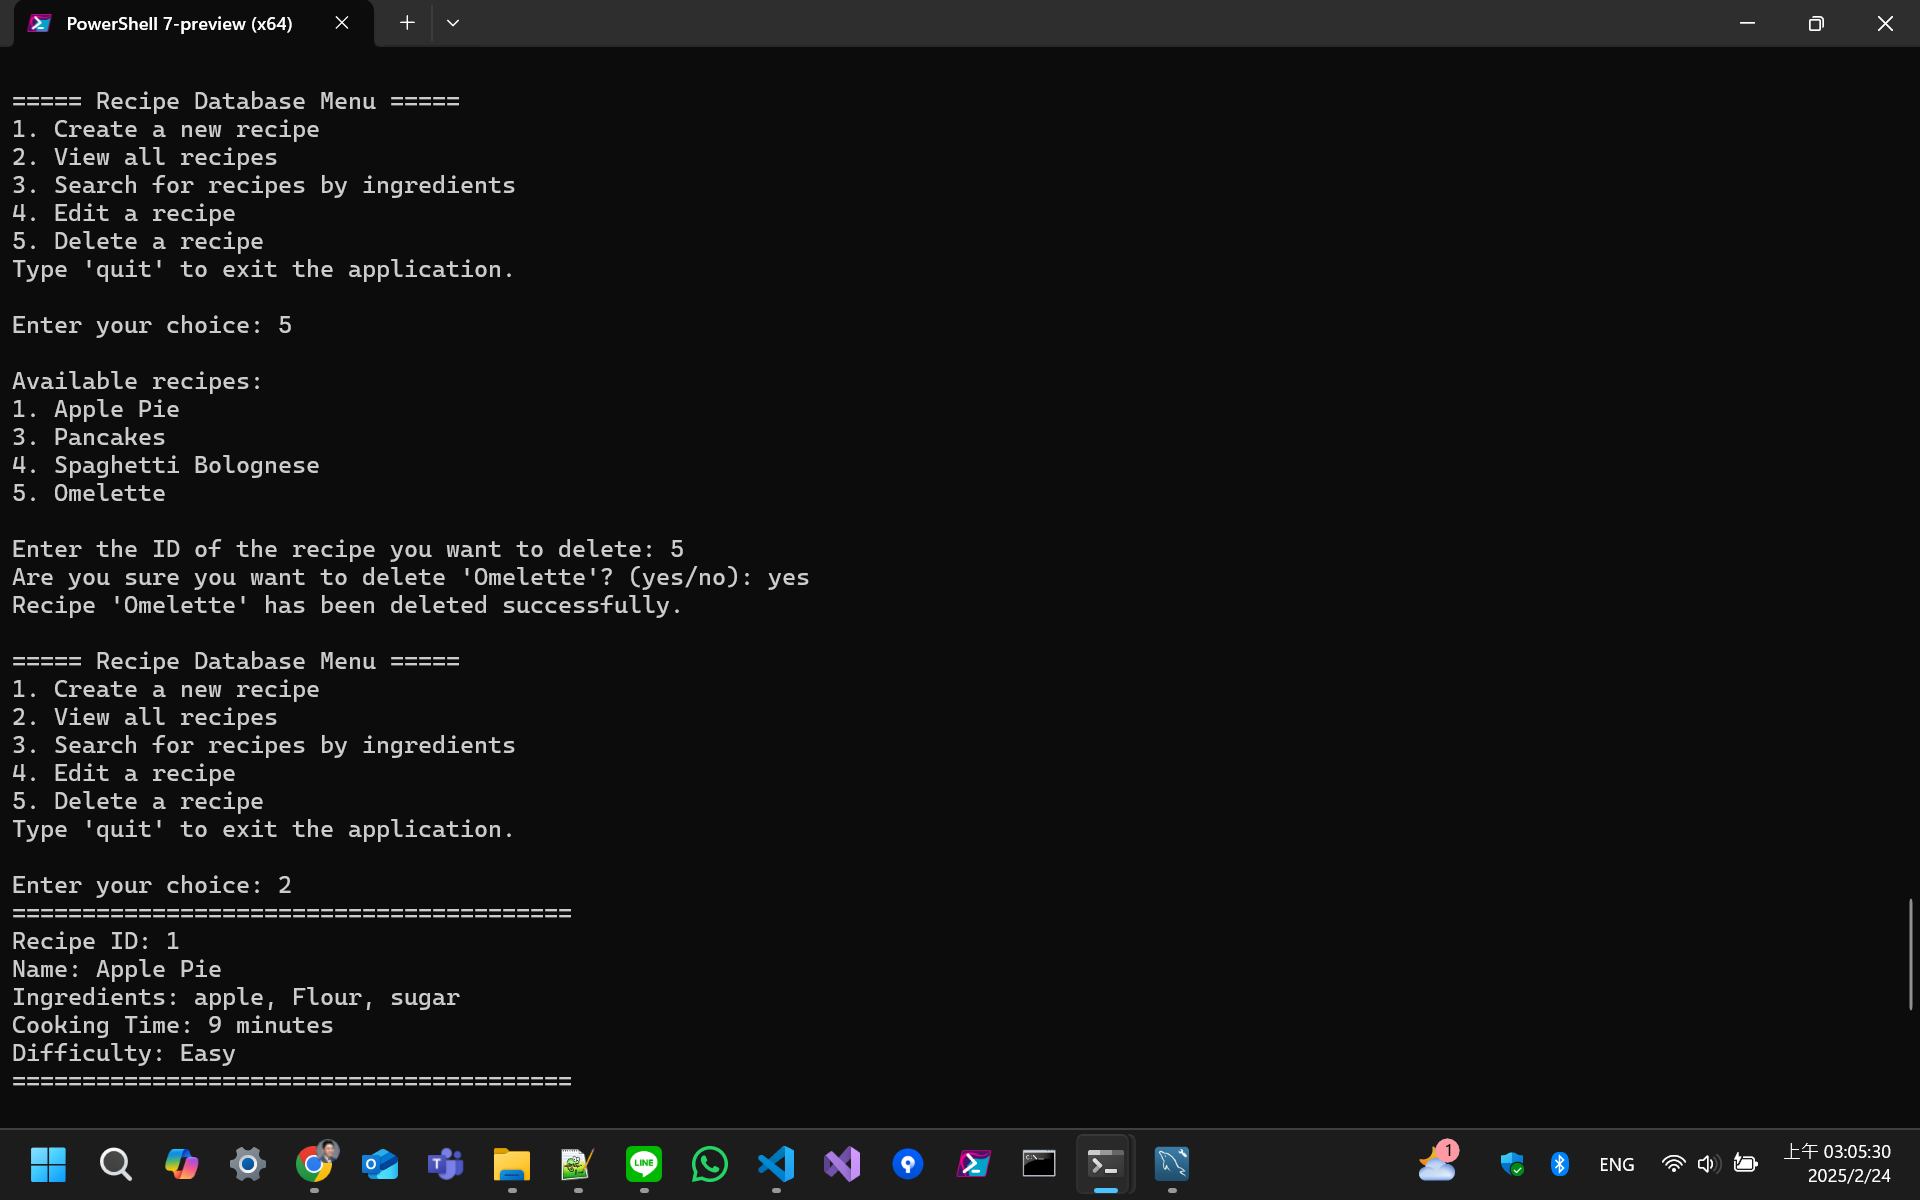 PowerShell 7-preview (x64)
===== Recipe Database Menu =====
1. Create a new recipe
2. View all recipes
3. Search for recipes by ingredients
4. Edit a recipe
5. Delete a recipe
Type 'quit' to exit the application.
Enter your choice: 5
Available recipes:
1. Apple Pie
3. Pancakes
4. Spaghetti Bolognese
5. Omelette
Enter the ID of the recipe you want to delete: 5
Are you sure you want to delete 'Omelette'? (yes/no): yes
Recipe 'Omelette' has been deleted successfully.
===== Recipe Database Menu =====
1. Create a new recipe
2. View all recipes
3. Search for recipes by ingredients
4. Edit a recipe
5. Delete a recipe
Type 'quit' to exit the application.
Enter your choice: 2
========================================
Recipe ID: 1
Name: Apple Pie
Ingredients: apple, Flour, sugar
Cooking Time: 9 minutes
Difficulty: Easy
========================================
LINE
1
ENG
上午 03:05:30
2025/2/24